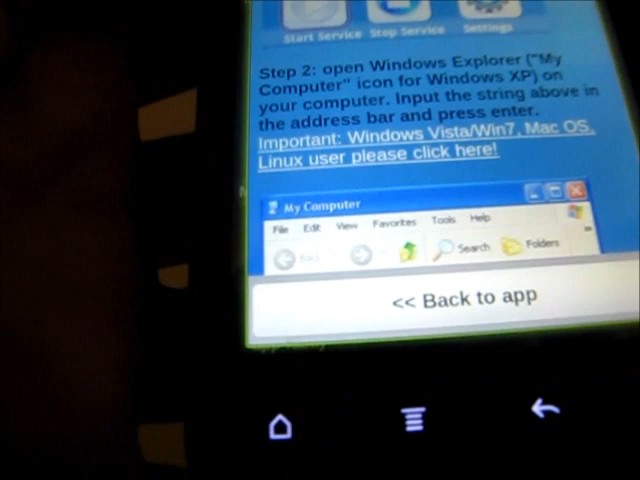 Start Service Stop Service Settings
Step 2: open Windows Explorer ("My
Computer" icon for Windows XP) on
your computer. Input the string above in
the address bar and press enter.
Important: Windows Vista/Win7, Mac OS,
Linux user please click here!
My Computer
File Edit View Favorites Tools Help
Back Search Folders
<< Back to app